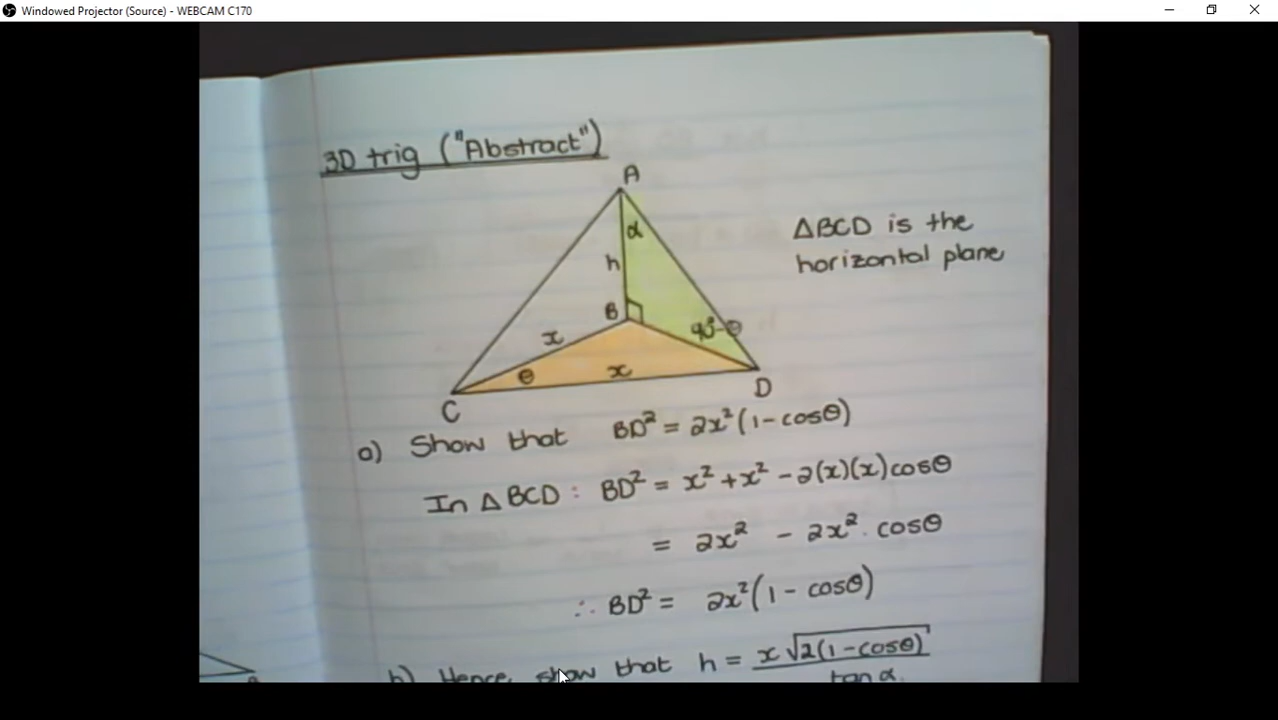 Windowed Projector (Source) - WEBCAM C170
3D trig ("Abstract")
A
α
h
B
90°-θ
x
θ
x
C
D
ΔBCD is the
horizontal plane
a) Show that BD² = 2x²(1-cosθ)
In ΔBCD : BD² = x² + x² - 2(x)(x)cosθ
= 2x² - 2x². cosθ
∴ BD² = 2x²(1 - cosθ)
b) Hence, show that h = x√2(1-cosθ) / tan α